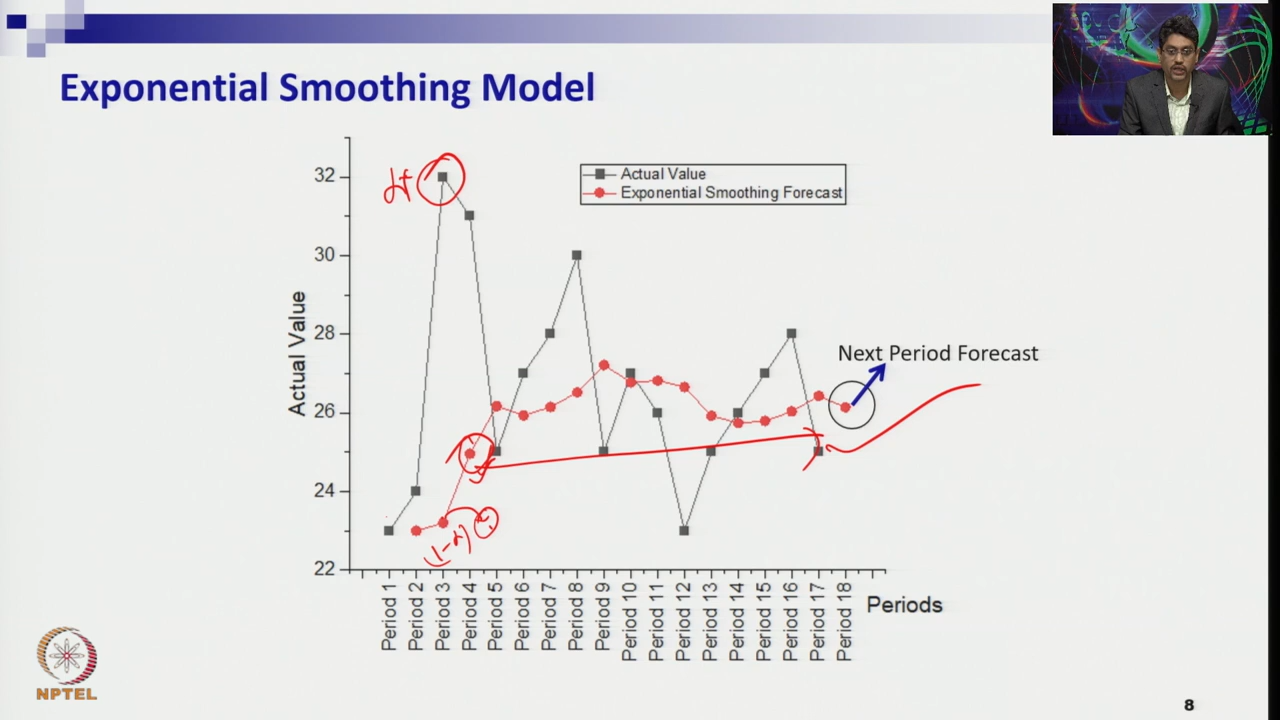 Exponential Smoothing Model
Actual Value
Exponential Smoothing Forecast
32
30
28
26
24
22
Actual Value
Next Period Forecast
(1-α)
Period 1
Period 2
Period 3
Period 4
Period 5
Period 6
Period 7
Period 8
Period 9
Period 10
Period 11
Period 12
Period 13
Period 14
Period 15
Period 16
Period 17
Period 18
Periods
NPTEL
8